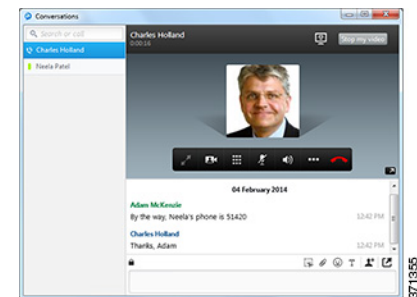 Conversations
Search or call
Charles Holland
Neela Patel
Charles Holland
0:00:16
Stop my video
04 February 2014
Adam McKenzie
By the way, Neela's phone is 51420
12:42 PM
Charles Holland
Thanks, Adam
12:42 PM
371355